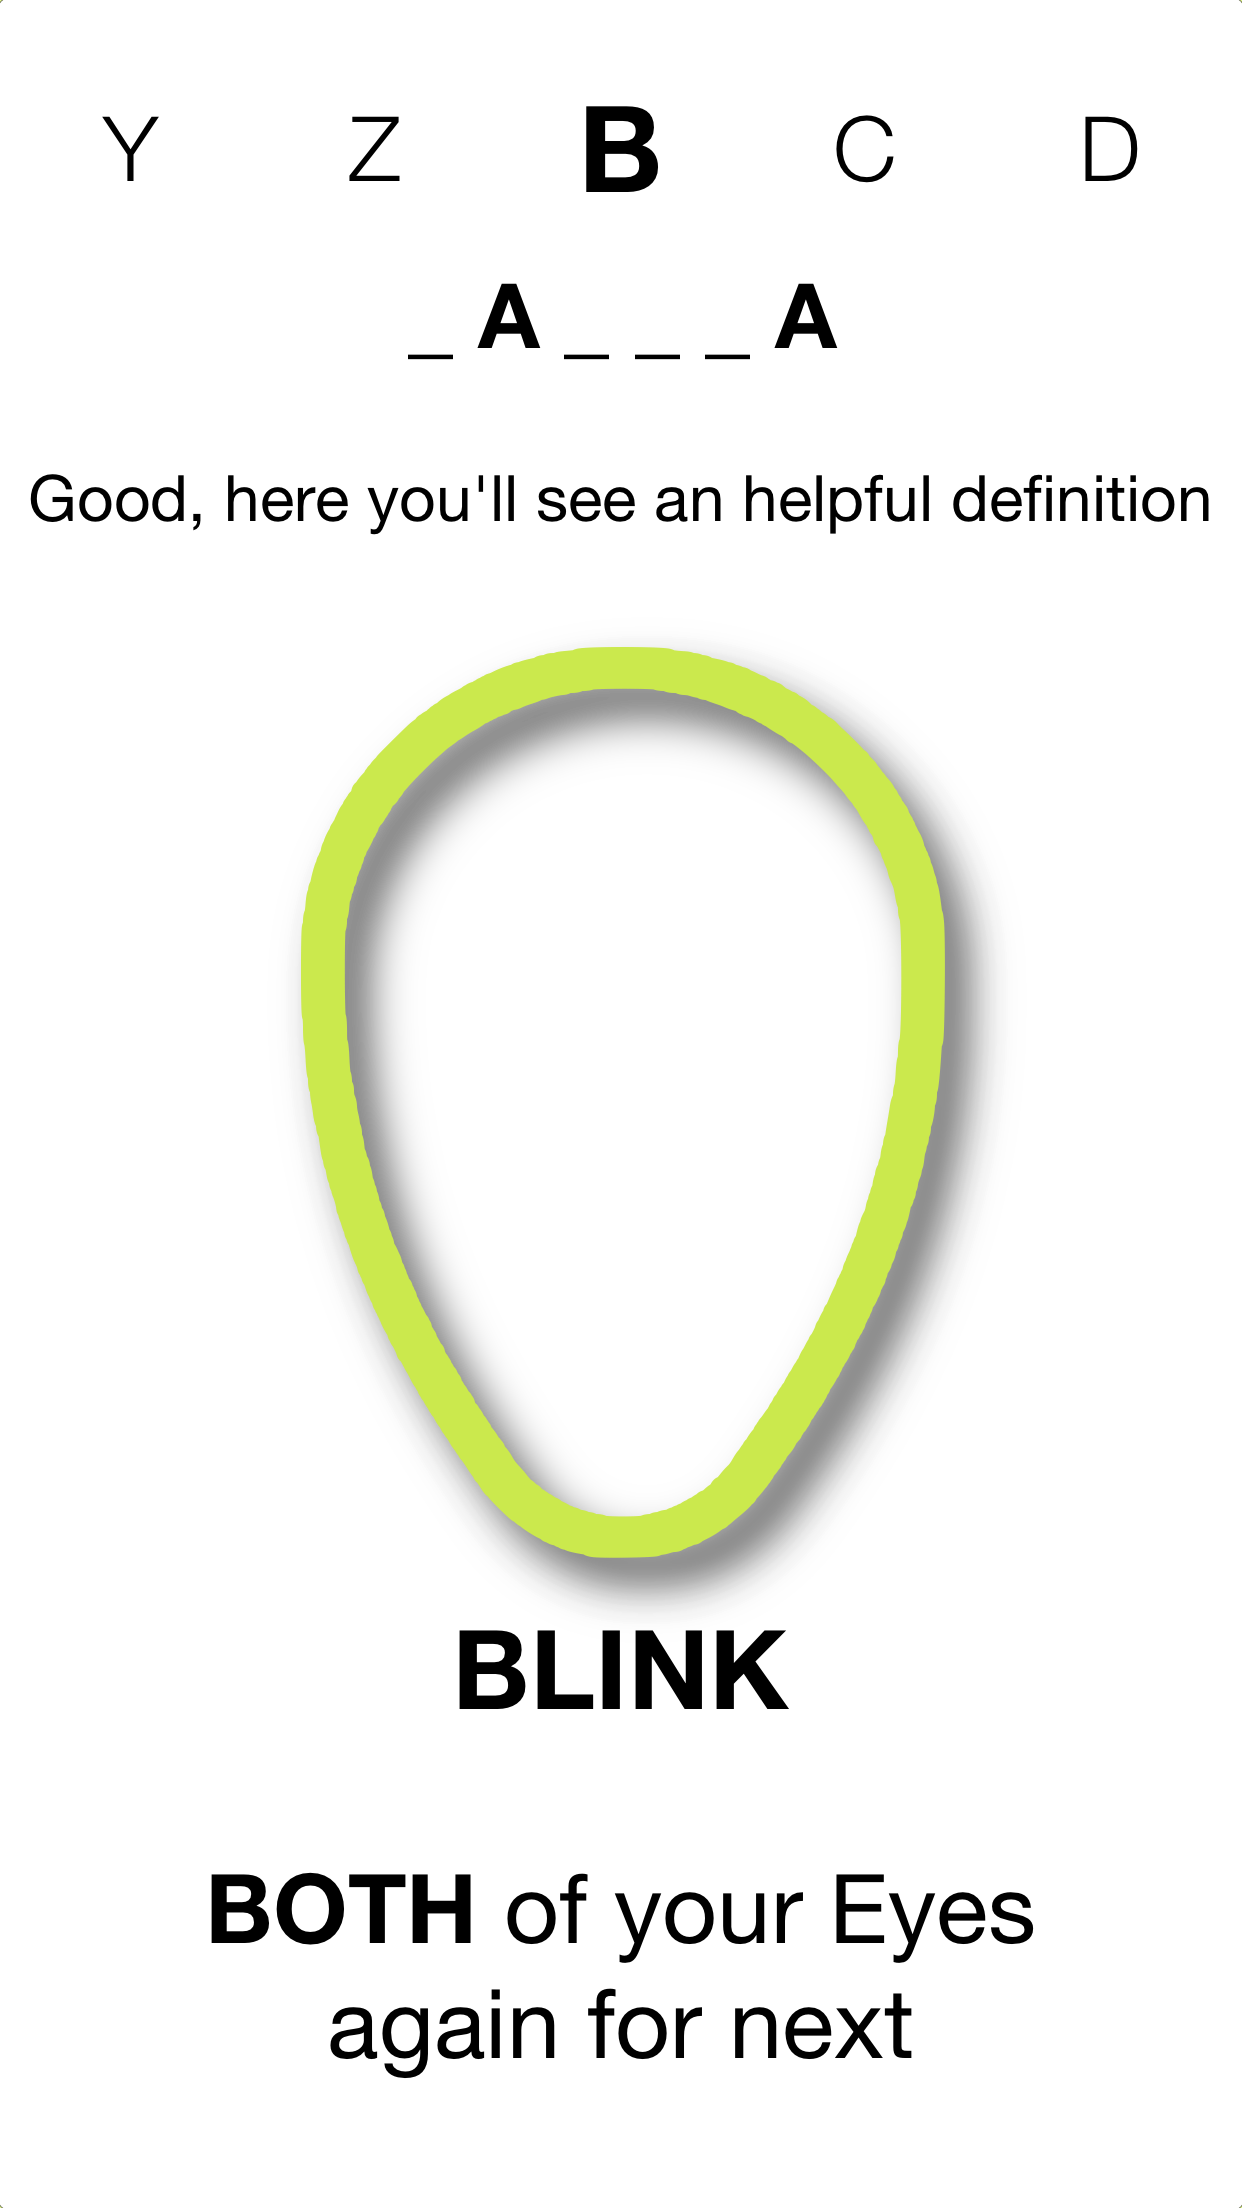 Y Z B C D
_ A _ _ _ A
Good, here you'll see an helpful definition
BLINK
BOTH of your Eyes
again for next